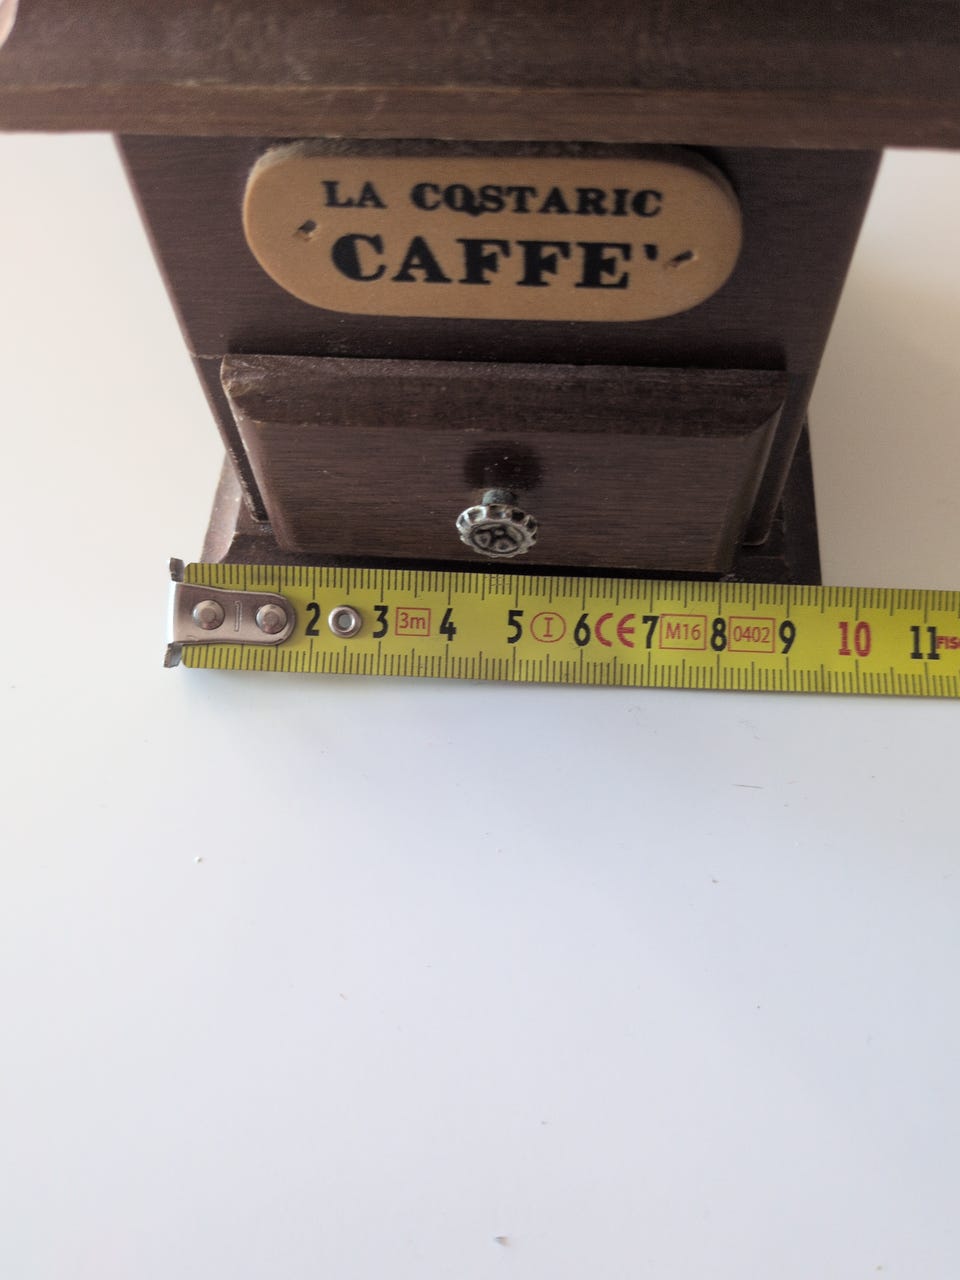 LA COSTARIC
CAFFE'
2 3 3m 4 5 I 6 CE 7 M16 8 0402 9 10 11